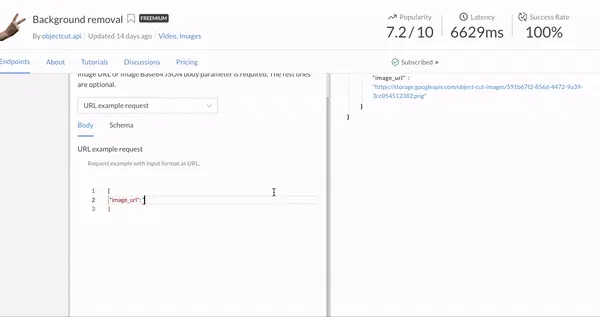 Background removal FREEMIUM
By objectcut.api | Updated 14 days ago | Video, Images
Popularity
7.2 / 10
Latency
6629ms
Success Rate
100%
Endpoints About Tutorials Discussions Pricing
Subscribed
Image URL or Image Base64 JSON body parameter is required. The rest ones
are optional.
URL example request
Body Schema
URL example request
Request example with input format as URL.
1 {
2 "image_url": "
3 }
"image_url" :
"https://storage.googleapis.com/object-cut-images/591b67f2-856d-4472-9a39-
3cc054512382.png"
}
}